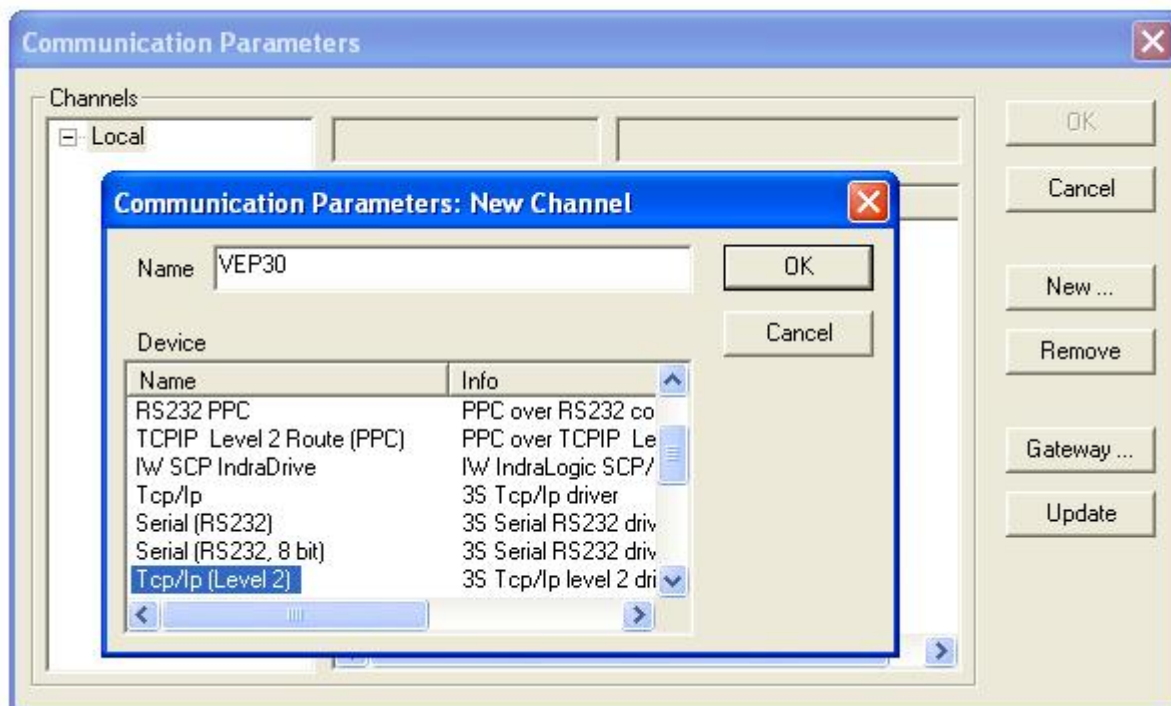 Communication Parameters
Channels
Local
OK
Cancel
New ...
Remove
Gateway ...
Update
Communication Parameters: New Channel
Name VEP30
OK
Cancel
Device
Name Info
RS232 PPC PPC over RS232 co
TCPIP Level 2 Route (PPC) PPC over TCPIP Le
IW SCP IndraDrive IW IndraLogic SCP/
Tcp/Ip 3S Tcp/Ip driver
Serial (RS232) 3S Serial RS232 driv
Serial (RS232, 8 bit) 3S Serial RS232 driv
Tcp/Ip (Level 2) 3S Tcp/Ip level 2 dri